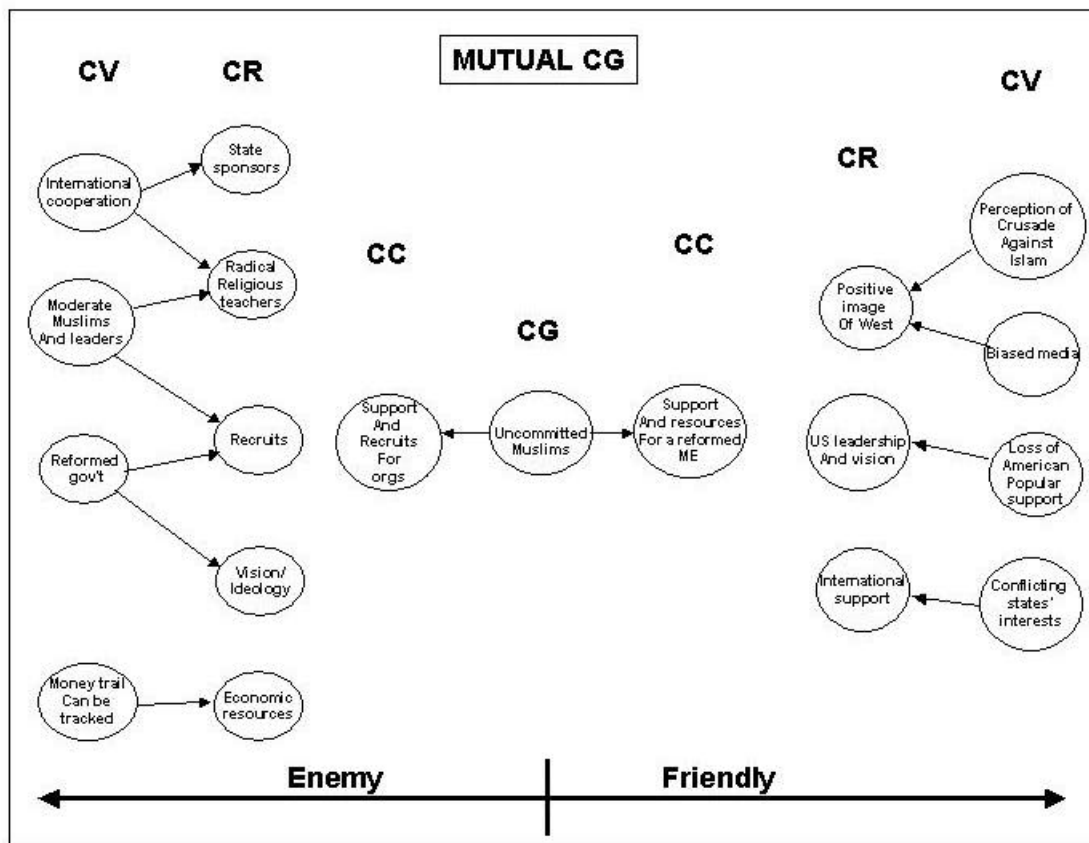 MUTUAL CG
CV
CR
CV
CR
CC
CC
CG
State
sponsors
International
cooperation
Radical
Religious
teachers
Moderate
Muslims
And leaders
Recruits
Reformed
gov't
Vision/
Ideology
Money trail
Can be
tracked
Economic
resources
Support
And
Recruits
For
orgs
Uncommitted
Muslims
Support
And resources
For a reformed
ME
Perception of
Crusade
Against
Islam
Positive
image
Of West
Biased media
US leadership
And vision
Loss of
American
Popular
support
International
support
Conflicting
states'
interests
Enemy
Friendly